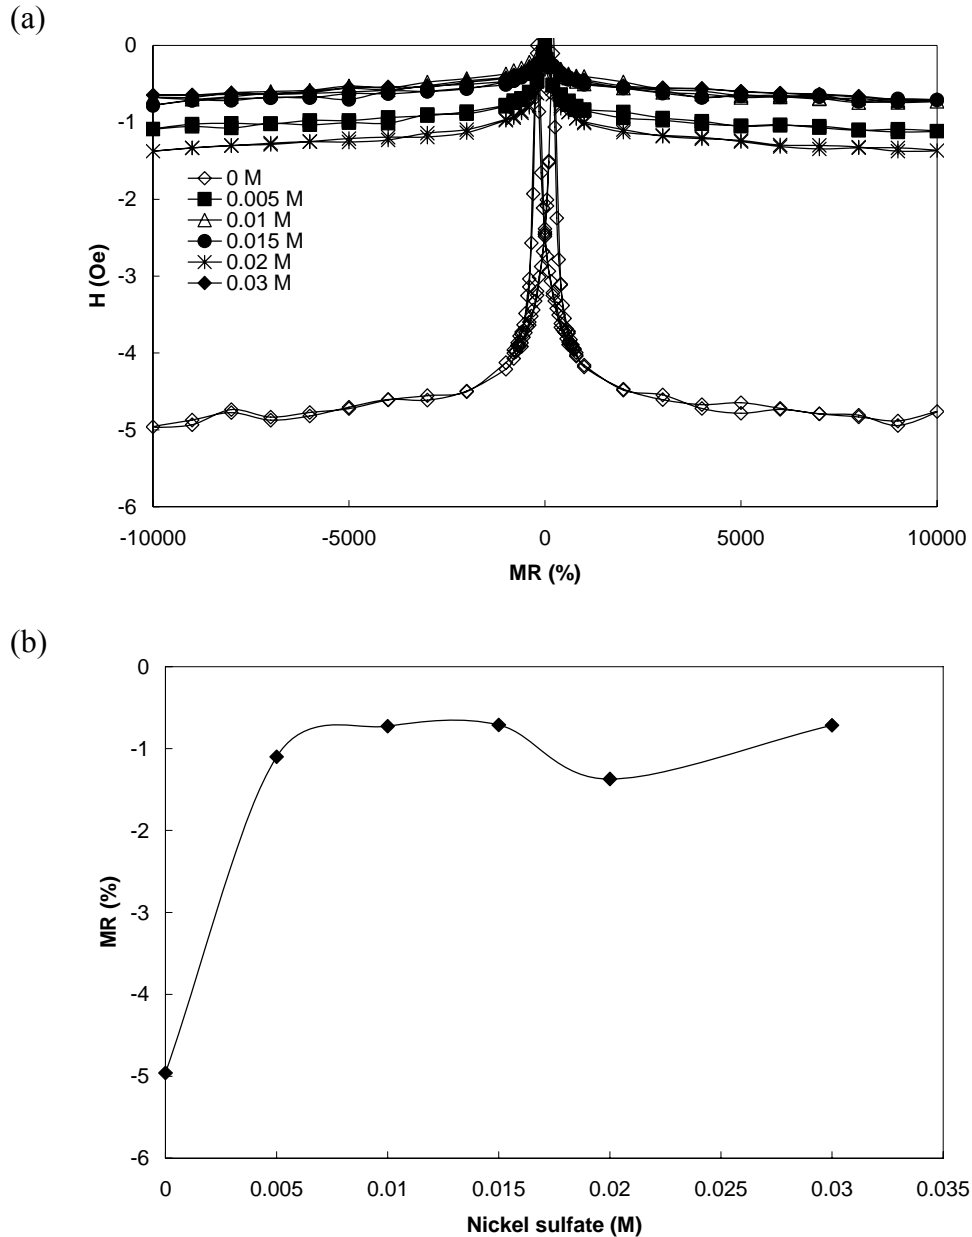 (a)
0
-1
-2
-3
-4
-5
-6
H (Oe)
0 M
0.005 M
0.01 M
0.015 M
0.02 M
0.03 M
-10000 -5000 0 5000 10000
MR (%)
(b)
0
-1
-2
-3
-4
-5
-6
MR (%)
0 0.005 0.01 0.015 0.02 0.025 0.03 0.035
Nickel sulfate (M)